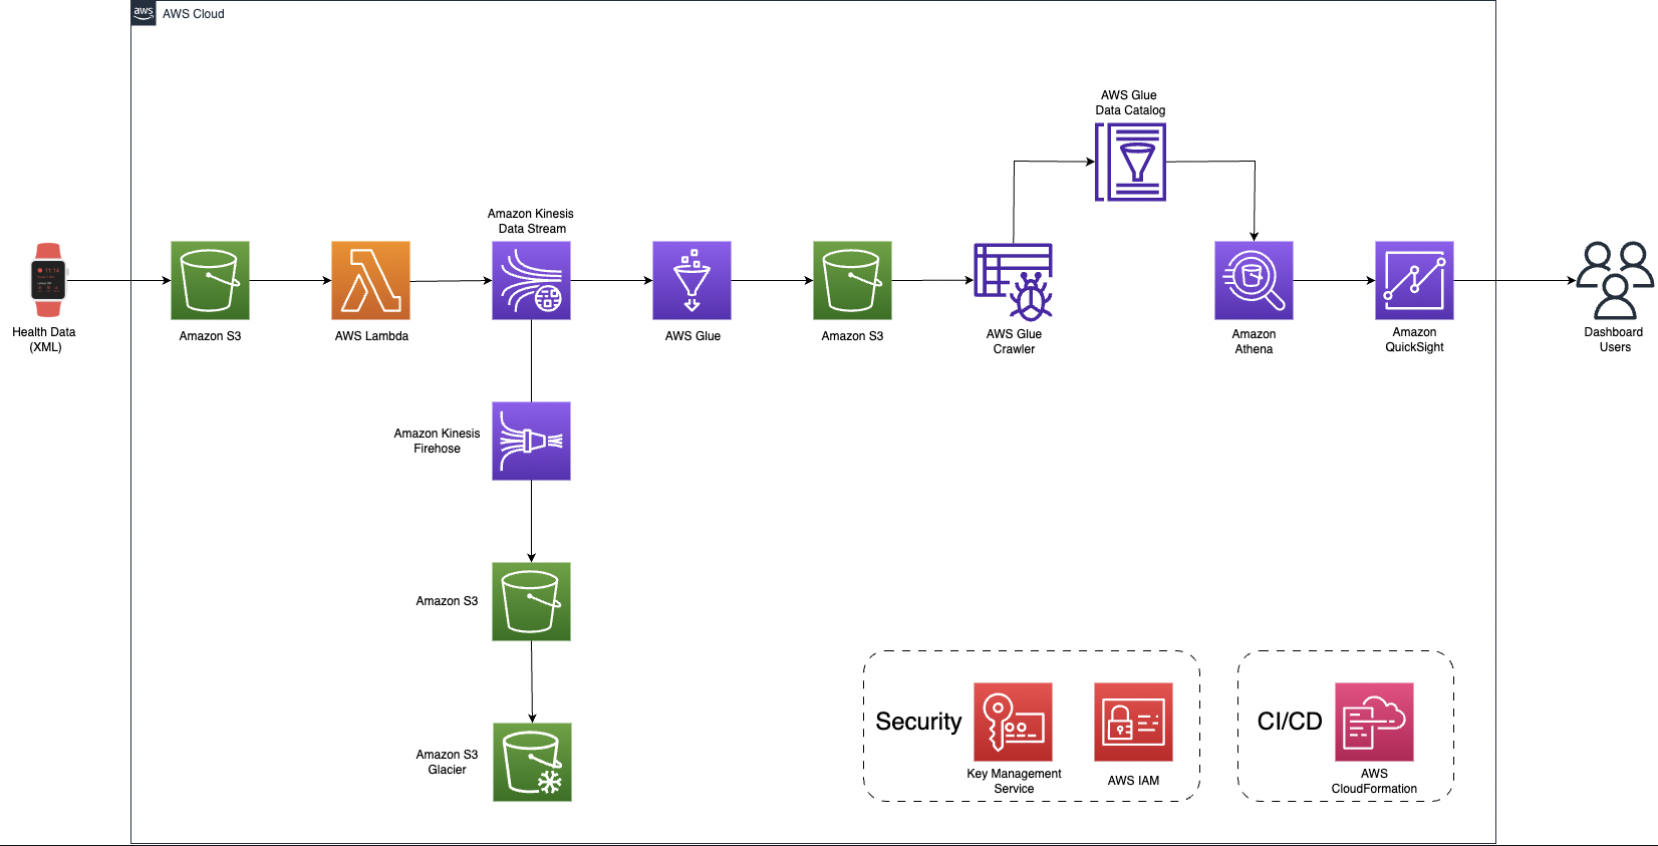 aws
AWS Cloud
AWS Glue
Data Catalog
Amazon Kinesis
Data Stream
Health Data
(XML)
Amazon S3
AWS Lambda
AWS Glue
Amazon S3
AWS Glue
Crawler
Amazon
Athena
Amazon
QuickSight
Dashboard
Users
Amazon Kinesis
Firehose
Amazon S3
Amazon S3
Glacier
Security
Key Management
Service
AWS IAM
CI/CD
AWS
CloudFormation